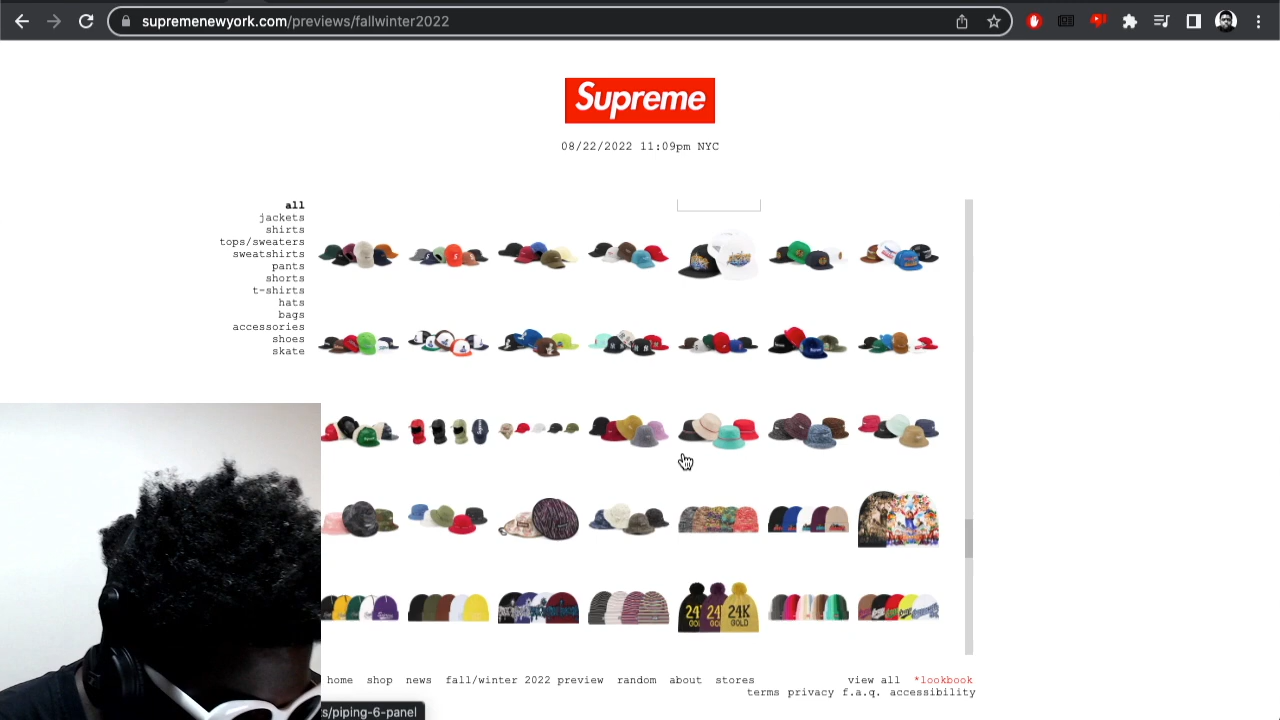 supremenewyork.com/previews/fallwinter2022
Supreme
08/22/2022 11:09pm NYC
all
jackets
shirts
tops/sweaters
sweatshirts
pants
shorts
t-shirts
hats
bags
accessories
shoes
skate
24K
GOLD
home shop news fall/winter 2022 preview random about stores view all *lookbook
terms privacy f.a.q. accessibility
s/piping-6-panel